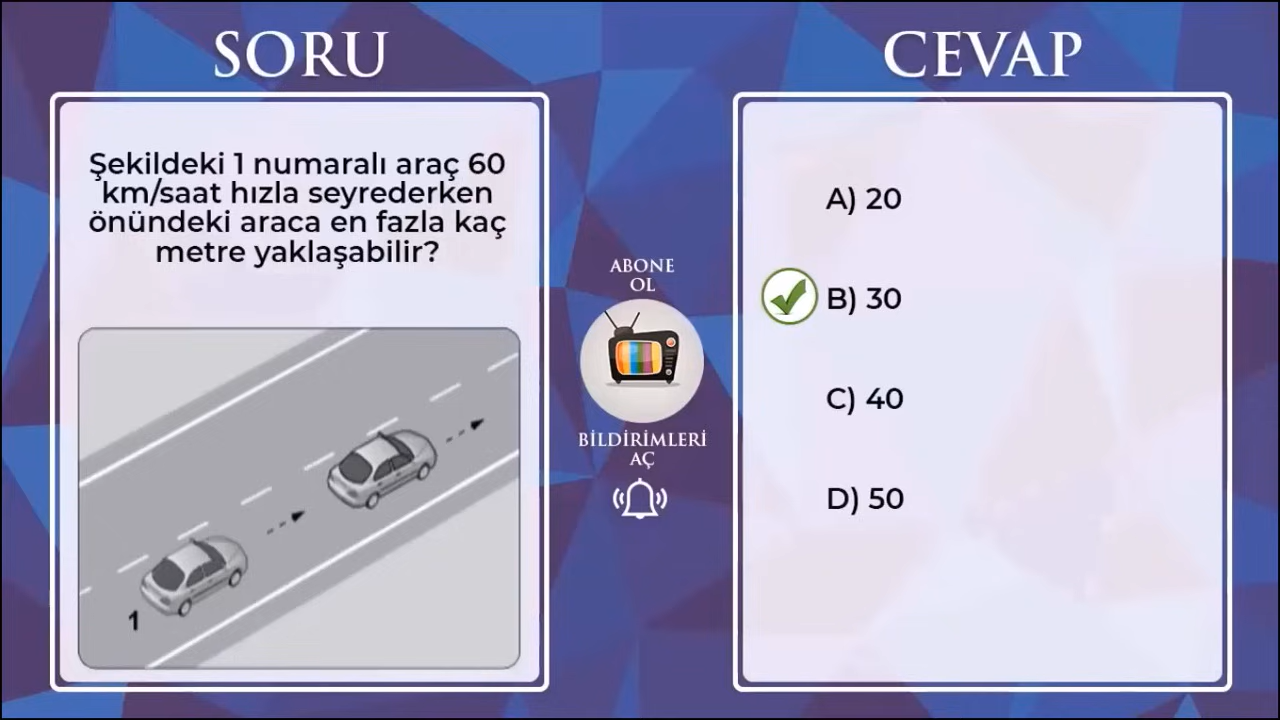 SORU
Şekildeki 1 numaralı araç 60
km/saat hızla seyrederken
önündeki araca en fazla kaç
metre yaklaşabilir?
1
ABONE
OL
BİLDİRİMLERİ
AÇ
CEVAP
A) 20
B) 30
C) 40
D) 50